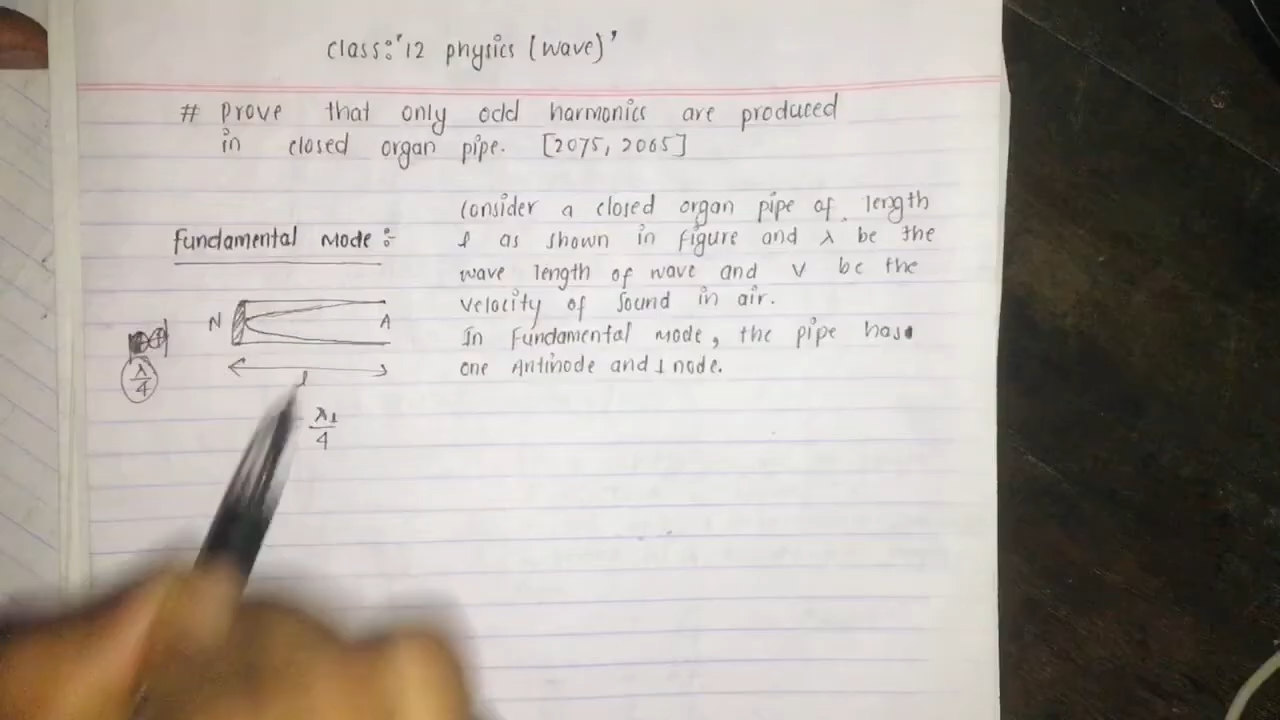 class:'12 physics (wave)'
# prove that only odd harmonics are produced
in closed organ pipe. [2075, 2065]
Consider a closed organ pipe of length
l as shown in figure and λ be the
wave length of wave and v be the
velocity of sound in air.
In fundamental mode, the pipe has
one Antinode and 1 node.
fundamental mode :-
N
A
l
λ/4
λ1/4